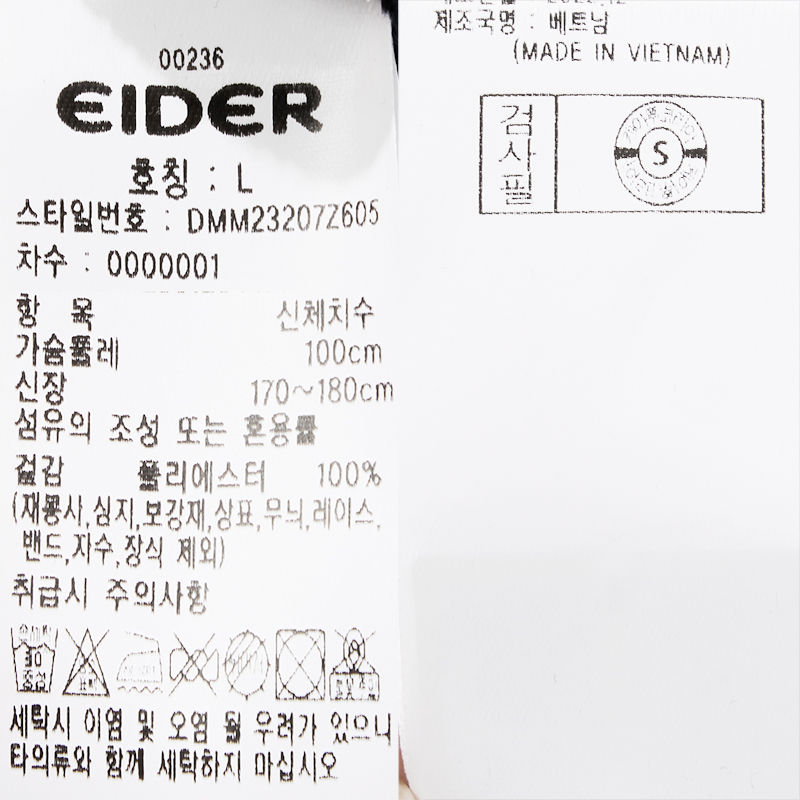 00236
EIDER
호칭 : L
스타일번호 : DMM23207Z605
차수 : 0000001
항 목 신체치수
가슴둘레 100cm
신장 170~180cm
섬유의 조성 또는 혼용률
겉감 폴리에스터 100%
(재봉사,심지,보강재,상표,무늬,레이스,
밴드,자수,장식 제외)
취급시 주의사항
30
중성
세탁시 이염 및 오염 될 우려가 있으니
타의류와 함께 세탁하지 마십시오
제조국명 : 베트남
(MADE IN VIETNAM)
검사필
S